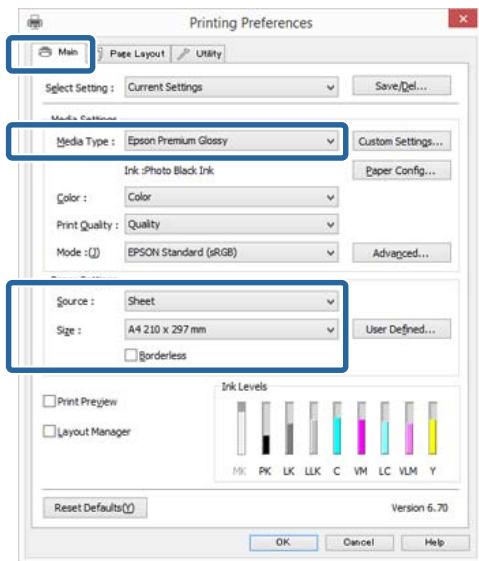 Printing Preferences
Main Page Layout Utility
Select Setting : Current Settings Save/Del...
Media Settings
Media Type : Epson Premium Glossy Custom Settings...
Ink :Photo Black Ink Paper Config...
Color : Color
Print Quality : Quality
Mode :(J) EPSON Standard (sRGB) Advanced...
Source : Sheet
Size : A4 210 x 297 mm User Defined...
Borderless
Ink Levels
Print Preview
Layout Manager
MK PK LK LLK C VM LC VLM Y
Reset Defaults(Y) Version 6.70
OK Cancel Help